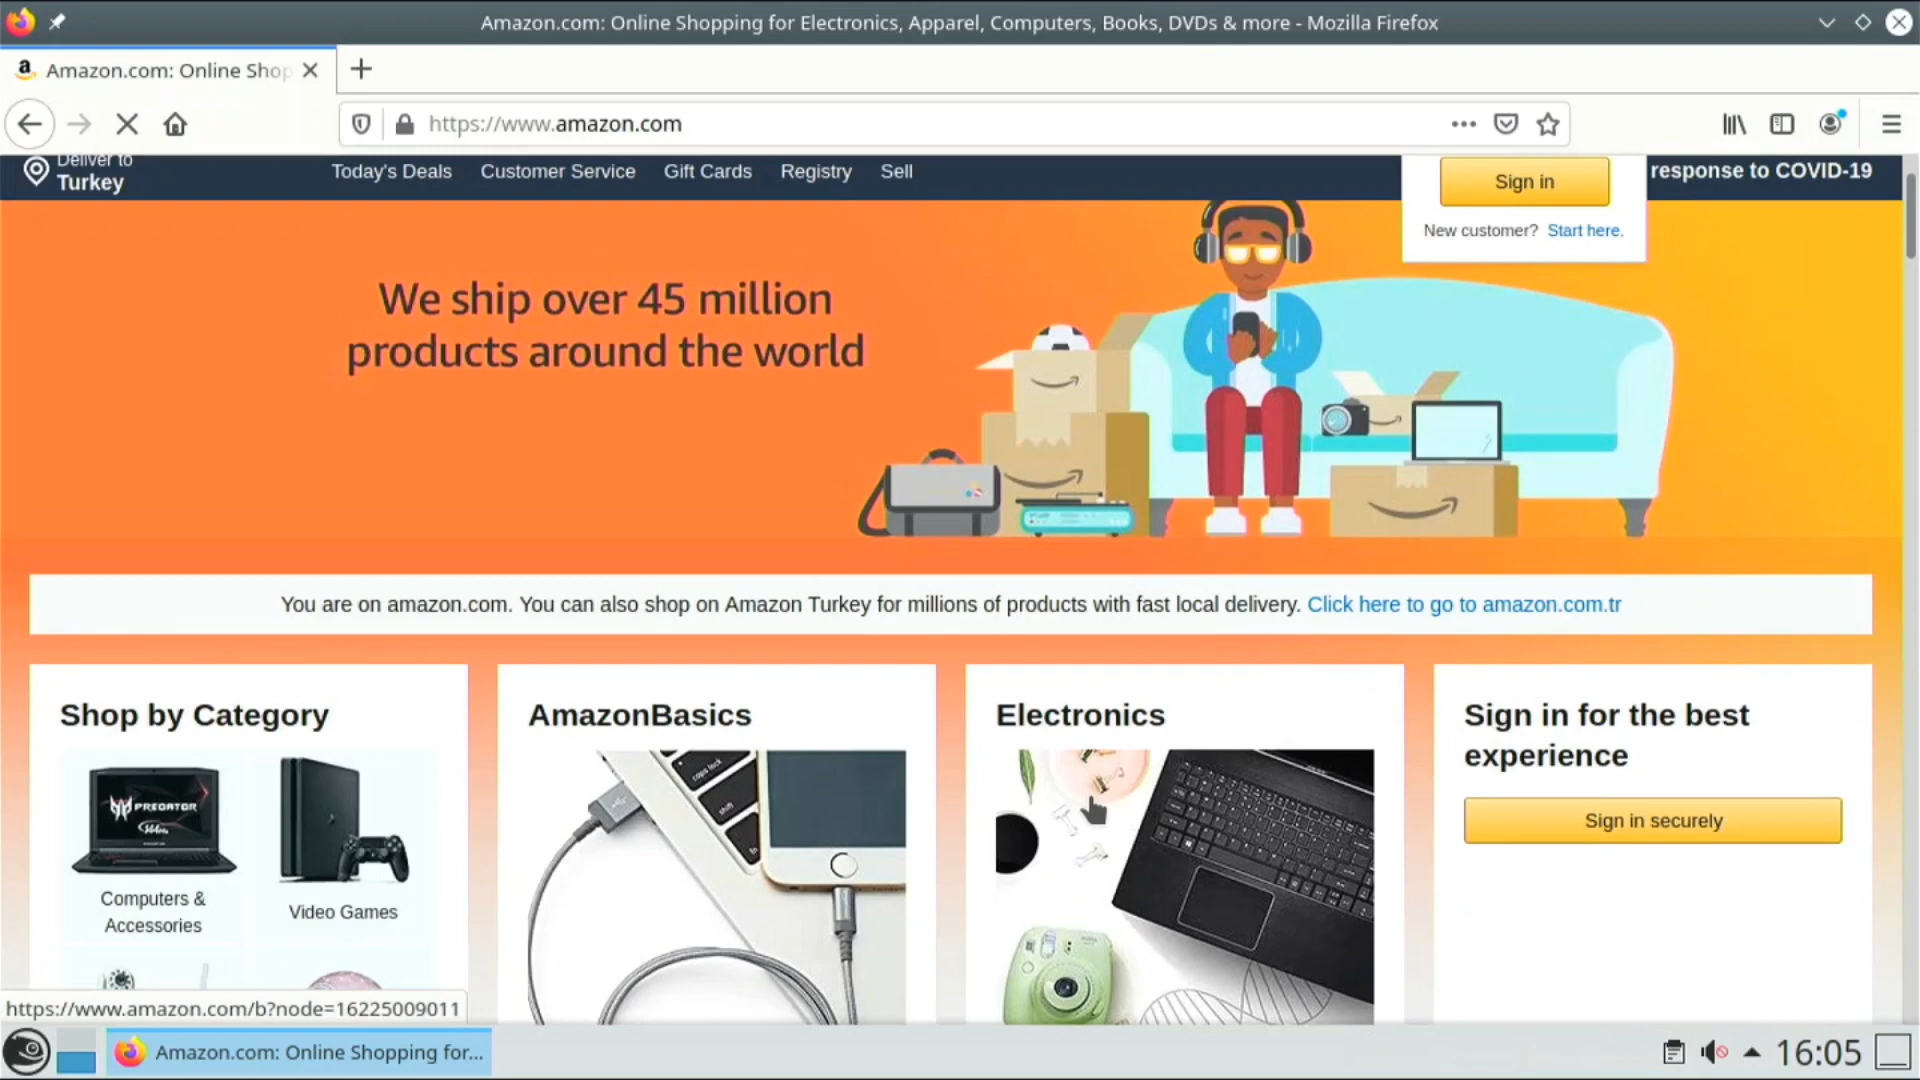 Amazon.com: Online Shopping for Electronics, Apparel, Computers, Books, DVDs & more - Mozilla Firefox
Amazon.com: Online Shop
https://www.amazon.com
Deliver to
Turkey
Today's Deals
Customer Service
Gift Cards
Registry
Sell
Sign in
response to COVID-19
New customer? Start here.
We ship over 45 million
products around the world
You are on amazon.com. You can also shop on Amazon Turkey for millions of products with fast local delivery. Click here to go to amazon.com.tr
Shop by Category
PREDATOR
Computers &
Accessories
Video Games
AmazonBasics
caps lock
shift
fn
Electronics
Sign in for the best
experience
Sign in securely
https://www.amazon.com/b?node=16225009011
Amazon.com: Online Shopping for...
16:05